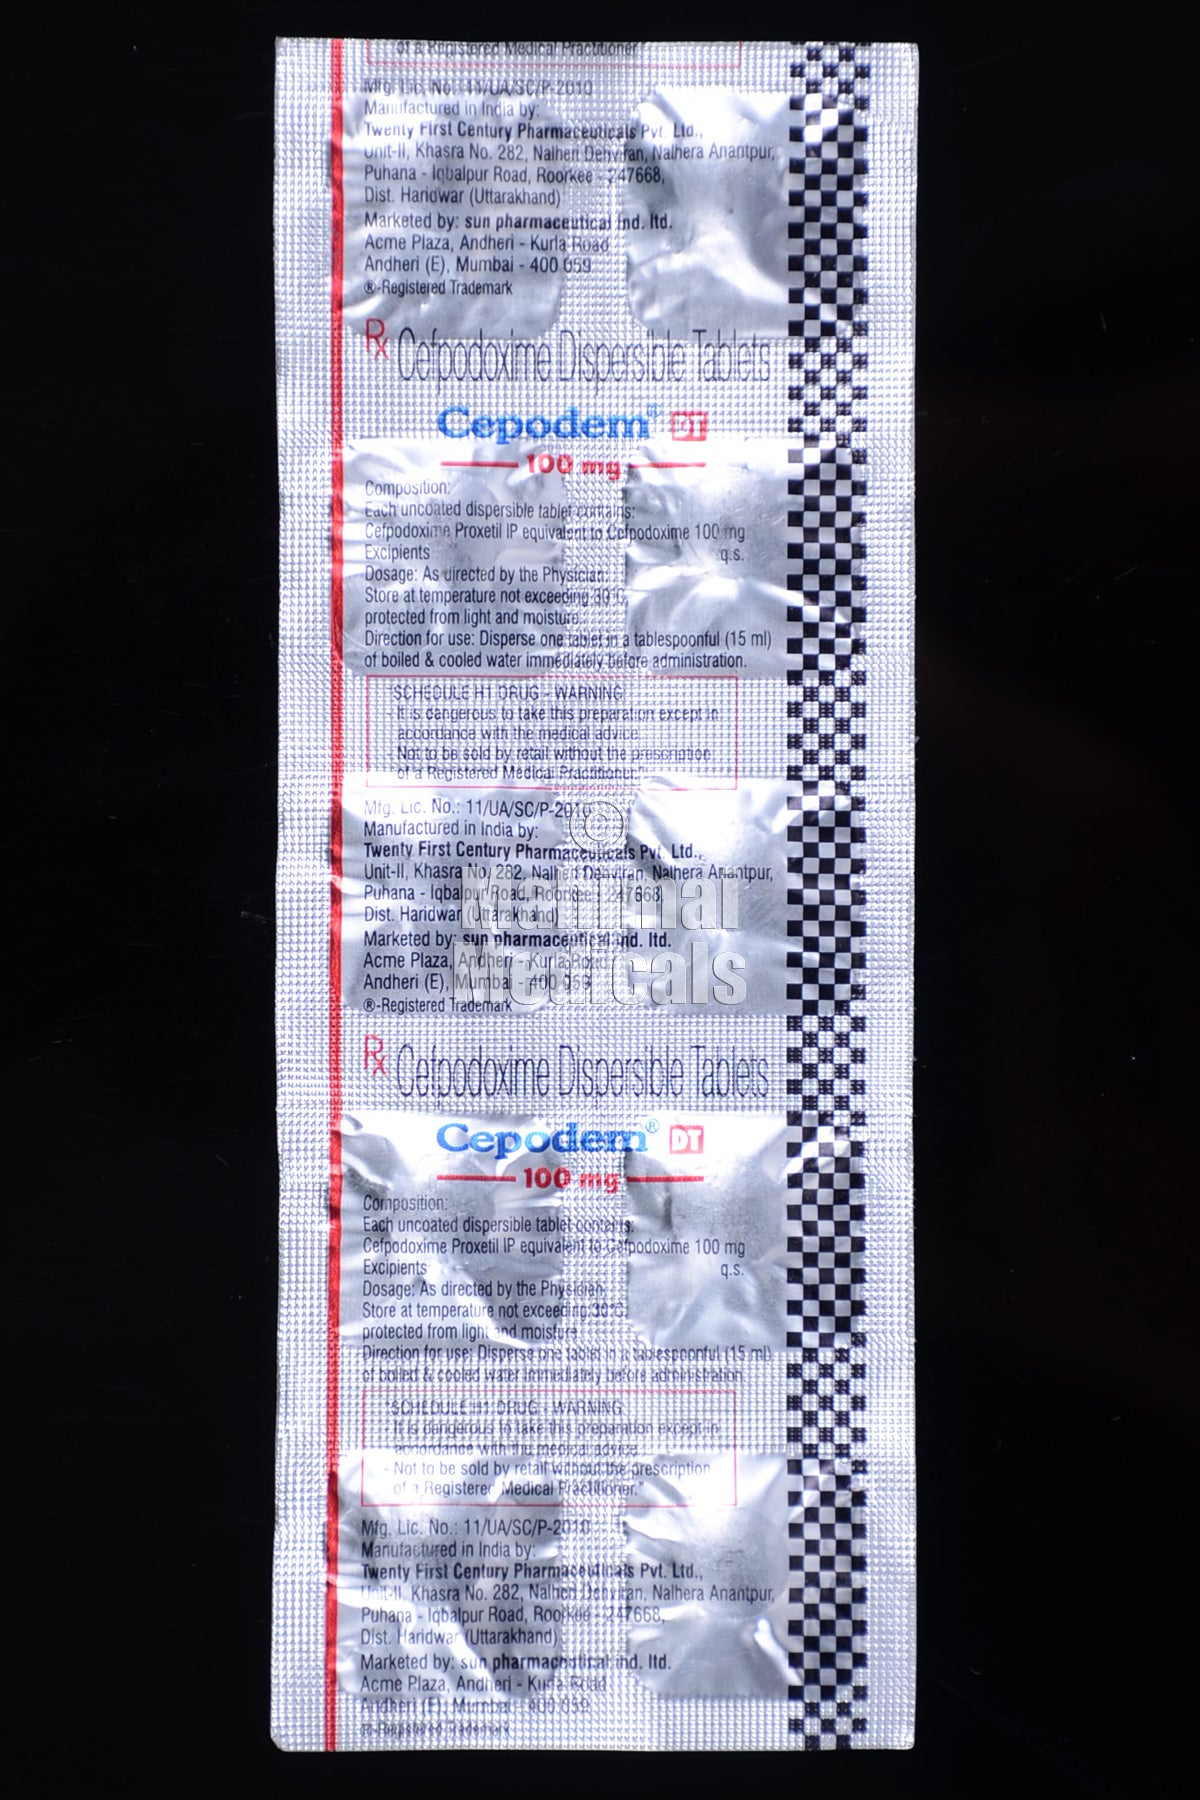 of a Registered Medical Practitioner
Mfg. Lic. No.: 11/UA/SC/P-2010
Manufactured in India by:
Twenty First Century Pharmaceuticals Pvt. Ltd.,
Unit-II, Khasra No. 282, Nalheri Dehviran, Nalhera Anantpur,
Puhana - Iqbalpur Road, Roorkee - 247668,
Dist. Haridwar (Uttarakhand)
Marketed by: sun pharmaceutical ind. ltd.
Acme Plaza, Andheri - Kurla Road
Andheri (E), Mumbai - 400 059
®-Registered Trademark
Rx Cefpodoxime Dispersible Tablets
Cepodem® DT
100 mg
Composition:
Each uncoated dispersible tablet contains:
Cefpodoxime Proxetil IP equivalent to Cefpodoxime 100 mg
Excipients q.s.
Dosage: As directed by the Physician.
Store at temperature not exceeding 30°C,
protected from light and moisture.
Direction for use: Disperse one tablet in a tablespoonful (15 ml)
of boiled & cooled water immediately before administration.
"SCHEDULE H1 DRUG - WARNING
- It is dangerous to take this preparation except in
accordance with the medical advice.
- Not to be sold by retail without the prescription
of a Registered Medical Practitioner."
Mfg. Lic. No.: 11/UA/SC/P-2010
Manufactured in India by:
Twenty First Century Pharmaceuticals Pvt. Ltd.,
Unit-II, Khasra No. 282, Nalheri Dehviran, Nalhera Anantpur,
Puhana - Iqbalpur Road, Roorkee - 247668,
Dist. Haridwar (Uttarakhand)
Marketed by: sun pharmaceutical ind. ltd.
Acme Plaza, Andheri - Kurla Road
Andheri (E), Mumbai - 400 059
®-Registered Trademark
©
Medicals
Rx Cefpodoxime Dispersible Tablets
Cepodem® DT
100 mg
Composition:
Each uncoated dispersible tablet contains:
Cefpodoxime Proxetil IP equivalent to Cefpodoxime 100 mg
Excipients q.s.
Dosage: As directed by the Physician.
Store at temperature not exceeding 30°C,
protected from light and moisture.
Direction for use: Disperse one tablet in a tablespoonful (15 ml)
of boiled & cooled water immediately before administration.
"SCHEDULE H1 DRUG - WARNING
- It is dangerous to take this preparation except in
accordance with the medical advice.
- Not to be sold by retail without the prescription
of a Registered Medical Practitioner."
Mfg. Lic. No.: 11/UA/SC/P-2010
Manufactured in India by:
Twenty First Century Pharmaceuticals Pvt. Ltd.,
Unit-II, Khasra No. 282, Nalheri Dehviran, Nalhera Anantpur,
Puhana - Iqbalpur Road, Roorkee - 247668,
Dist. Haridwar (Uttarakhand)
Marketed by: sun pharmaceutical ind. ltd.
Acme Plaza, Andheri - Kurla Road
Andheri (E), Mumbai - 400 059
®-Registered Trademark